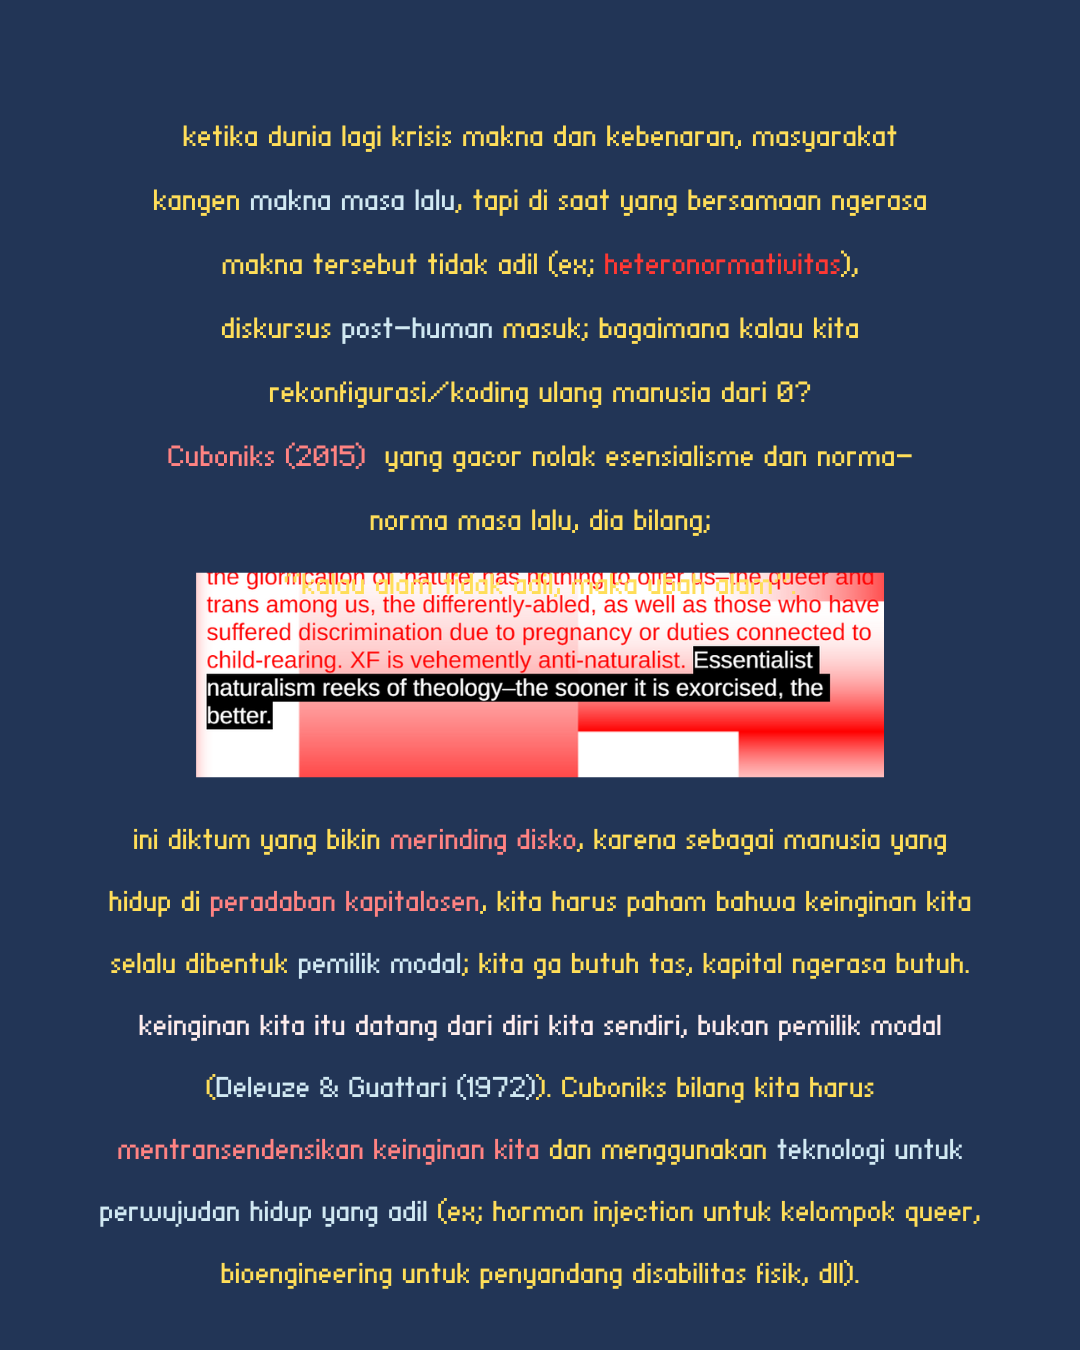 ketika dunia lagi krisis makna dan kebenaran, masyarakat
kangen makna masa lalu, tapi di saat yang bersamaan ngerasa
makna tersebut tidak adil (ex; heteronormativitas),
diskursus post-human masuk; bagaimana kalau kita
rekonfigurasi/koding ulang manusia dari 0?
Cuboniks (2015) yang gacor nolak esensialisme dan norma-
norma masa lalu, dia bilang;
"kalau alam tidak adil, maka ubah alam".
the glorification of 'nature' has nothing to offer us–the queer and
trans among us, the differently-abled, as well as those who have
suffered discrimination due to pregnancy or duties connected to
child-rearing. XF is vehemently anti-naturalist. Essentialist
naturalism reeks of theology–the sooner it is exorcised, the
better.
ini diktum yang bikin merinding disko, karena sebagai manusia yang
hidup di peradaban kapitalosen, kita harus paham bahwa keinginan kita
selalu dibentuk pemilik modal; kita ga butuh tas, kapital ngerasa butuh.
keinginan kita itu datang dari diri kita sendiri, bukan pemilik modal
(Deleuze & Guattari (1972)). Cuboniks bilang kita harus
mentransendensikan keinginan kita dan menggunakan teknologi untuk
perwujudan hidup yang adil (ex; hormon injection untuk kelompok queer,
bioengineering untuk penyandang disabilitas fisik, dll).